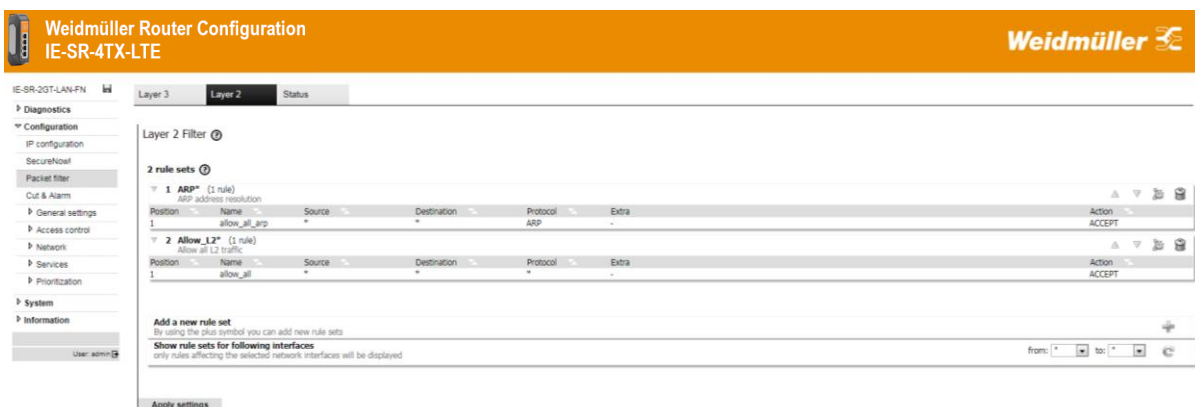 Weidmüller Router Configuration
IE-SR-4TX-LTE
Weidmüller
IE-SR-2GT-LAN-FN
Diagnostics
Configuration
IP configuration
SecureNow!
Packet filter
Cut & Alarm
General settings
Access control
Network
Services
Prioritization
System
Information
User: admin
Layer 3 Layer 2 Status
Layer 2 Filter ?
2 rule sets ?
1 ARP* (1 rule)
ARP address resolution
Position Name Source Destination Protocol Extra Action
1 allow_all_arp * * ARP - ACCEPT
2 Allow_L2* (1 rule)
Allow all L2 traffic
Position Name Source Destination Protocol Extra Action
1 allow_all * * * - ACCEPT
Add a new rule set
By using the plus symbol you can add new rule sets
Show rule sets for following interfaces
only rules affecting the selected network interfaces will be displayed
from: * to: *
Apply settings